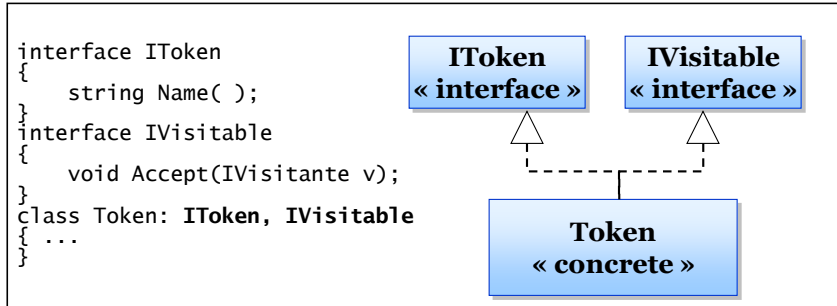 interface IToken
{
    string Name( );
}
interface IVisitable
{
    void Accept(IVisitante v);
}
class Token: IToken, IVisitable
{ ...
}
IToken
« interface »
IVisitable
« interface »
Token
« concrete »